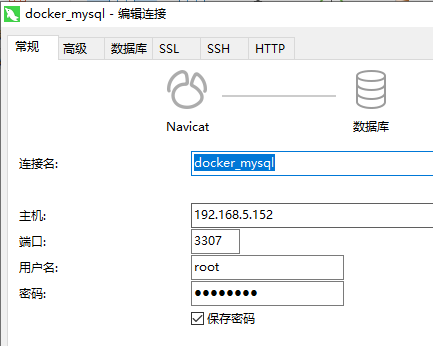 docker_mysql - 编辑连接
常规 高级 数据库 SSL SSH HTTP
Navicat 数据库
连接名: docker_mysql
主机: 192.168.5.152
端口: 3307
用户名: root
密码: ●●●●●●●●
保存密码